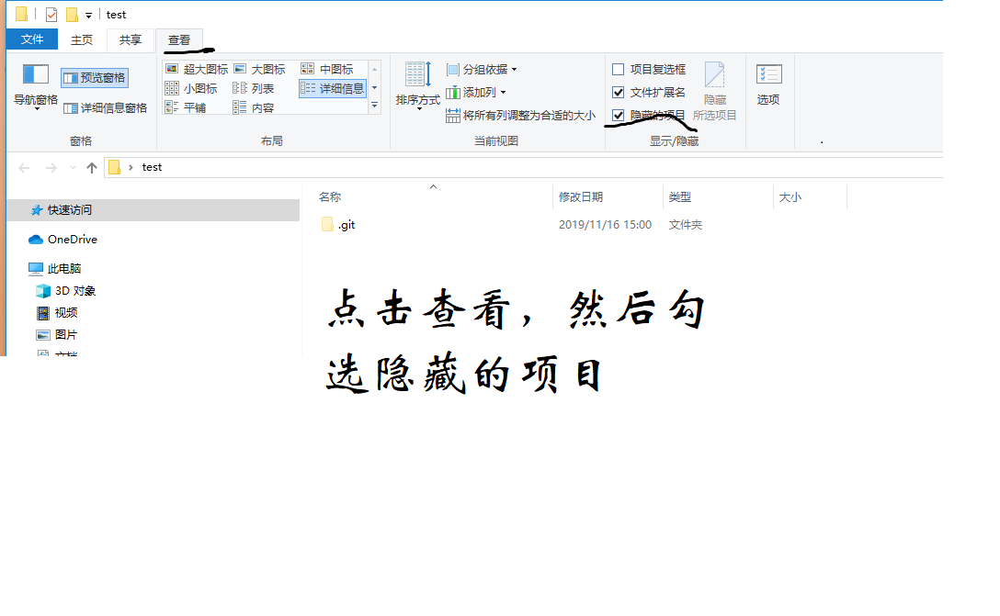 test
文件 主页 共享 查看
导航窗格 预览窗格 详细信息窗格
窗格
超大图标 大图标 中图标
小图标 列表 详细信息
平铺 内容
布局
排序方式 分组依据
添加列
将所有列调整为合适的大小
当前视图
项目复选框
文件扩展名
隐藏的项目
隐藏
所选项目
显示/隐藏
选项
test
名称 修改日期 类型 大小
.git 2019/11/16 15:00 文件夹
快速访问
OneDrive
此电脑
3D 对象
视频
图片
文档
点击查看，然后勾
选隐藏的项目